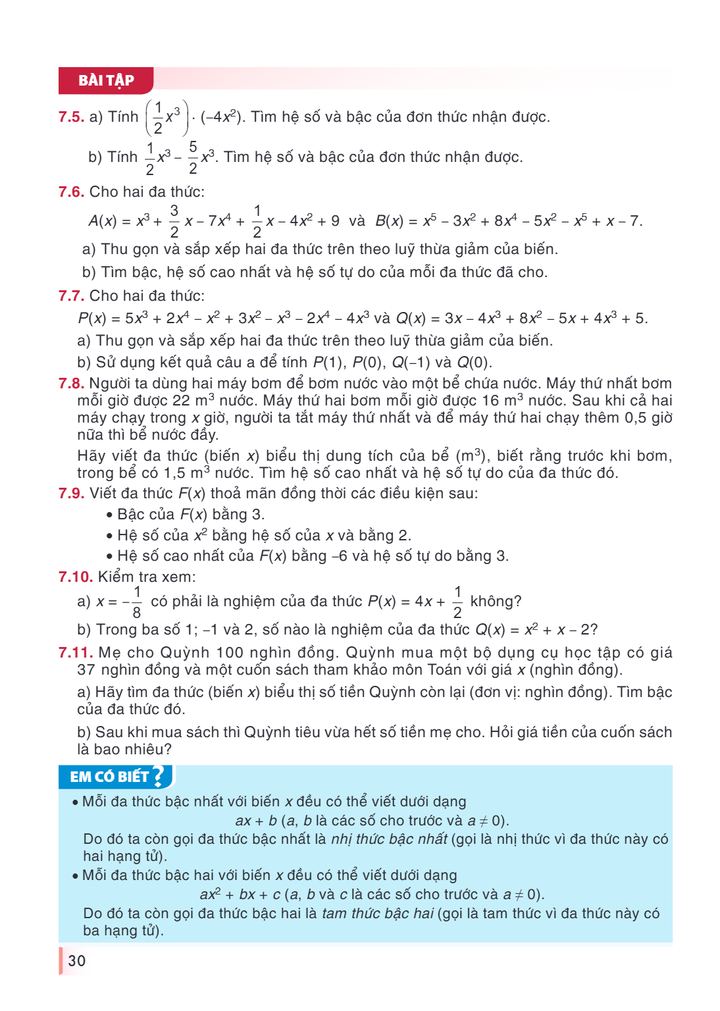 BÀI TẬP
7.5. a) Tính (1/2 x³) · (–4x²). Tìm hệ số và bậc của đơn thức nhận được.
b) Tính 1/2 x³ – 5/2 x³. Tìm hệ số và bậc của đơn thức nhận được.
7.6. Cho hai đa thức:
A(x) = x³ + 3/2 x – 7x⁴ + 1/2 x – 4x² + 9 và B(x) = x⁵ – 3x² + 8x⁴ – 5x² – x⁵ + x – 7.
a) Thu gọn và sắp xếp hai đa thức trên theo luỹ thừa giảm của biến.
b) Tìm bậc, hệ số cao nhất và hệ số tự do của mỗi đa thức đã cho.
7.7. Cho hai đa thức:
P(x) = 5x³ + 2x⁴ – x² + 3x² – x³ – 2x⁴ – 4x³ và Q(x) = 3x – 4x³ + 8x² – 5x + 4x³ + 5.
a) Thu gọn và sắp xếp hai đa thức trên theo luỹ thừa giảm của biến.
b) Sử dụng kết quả câu a để tính P(1), P(0), Q(–1) và Q(0).
7.8. Người ta dùng hai máy bơm để bơm nước vào một bể chứa nước. Máy thứ nhất bơm
mỗi giờ được 22 m³ nước. Máy thứ hai bơm mỗi giờ được 16 m³ nước. Sau khi cả hai
máy chạy trong x giờ, người ta tắt máy thứ nhất và để máy thứ hai chạy thêm 0,5 giờ
nữa thì bể nước đầy.
Hãy viết đa thức (biến x) biểu thị dung tích của bể (m³), biết rằng trước khi bơm,
trong bể có 1,5 m³ nước. Tìm hệ số cao nhất và hệ số tự do của đa thức đó.
7.9. Viết đa thức F(x) thoả mãn đồng thời các điều kiện sau:
• Bậc của F(x) bằng 3.
• Hệ số của x² bằng hệ số của x và bằng 2.
• Hệ số cao nhất của F(x) bằng –6 và hệ số tự do bằng 3.
7.10. Kiểm tra xem:
a) x = –1/8 có phải là nghiệm của đa thức P(x) = 4x + 1/2 không?
b) Trong ba số 1; –1 và 2, số nào là nghiệm của đa thức Q(x) = x² + x – 2?
7.11. Mẹ cho Quỳnh 100 nghìn đồng. Quỳnh mua một bộ dụng cụ học tập có giá
37 nghìn đồng và một cuốn sách tham khảo môn Toán với giá x (nghìn đồng).
a) Hãy tìm đa thức (biến x) biểu thị số tiền Quỳnh còn lại (đơn vị: nghìn đồng). Tìm bậc
của đa thức đó.
b) Sau khi mua sách thì Quỳnh tiêu vừa hết số tiền mẹ cho. Hỏi giá tiền của cuốn sách
là bao nhiêu?
EM CÓ BIẾT?
• Mỗi đa thức bậc nhất với biến x đều có thể viết dưới dạng
ax + b (a, b là các số cho trước và a ≠ 0).
Do đó ta còn gọi đa thức bậc nhất là nhị thức bậc nhất (gọi là nhị thức vì đa thức này có
hai hạng tử).
• Mỗi đa thức bậc hai với biến x đều có thể viết dưới dạng
ax² + bx + c (a, b và c là các số cho trước và a ≠ 0).
Do đó ta còn gọi đa thức bậc hai là tam thức bậc hai (gọi là tam thức vì đa thức này có
ba hạng tử).
30